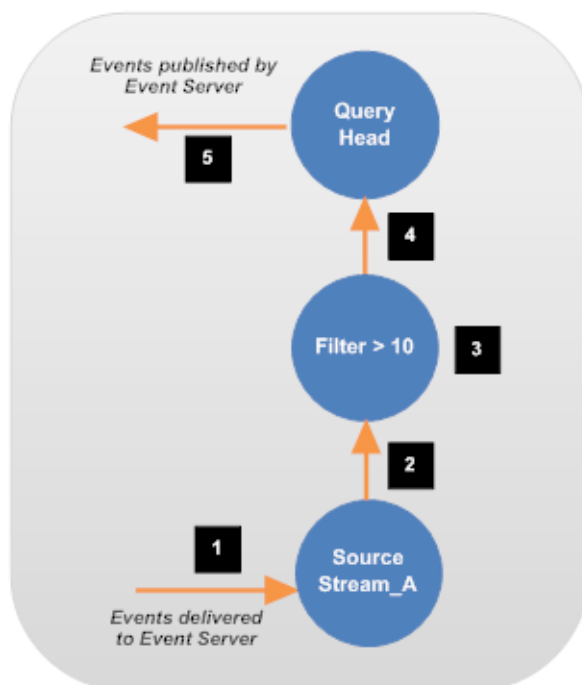 Events published by
Event Server
Query
Head
5
4
Filter > 10
3
2
1
Source
Stream_A
Events delivered
to Event Server